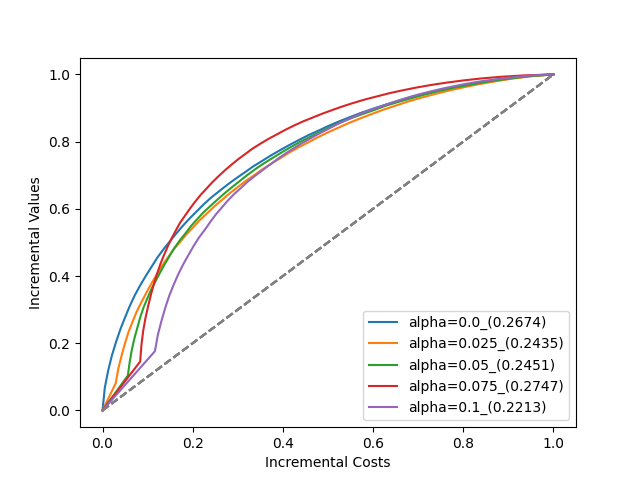 1.0
0.8
0.6
0.4
0.2
0.0
Incremental Values
0.0 0.2 0.4 0.6 0.8 1.0
Incremental Costs
alpha=0.0_(0.2674)
alpha=0.025_(0.2435)
alpha=0.05_(0.2451)
alpha=0.075_(0.2747)
alpha=0.1_(0.2213)